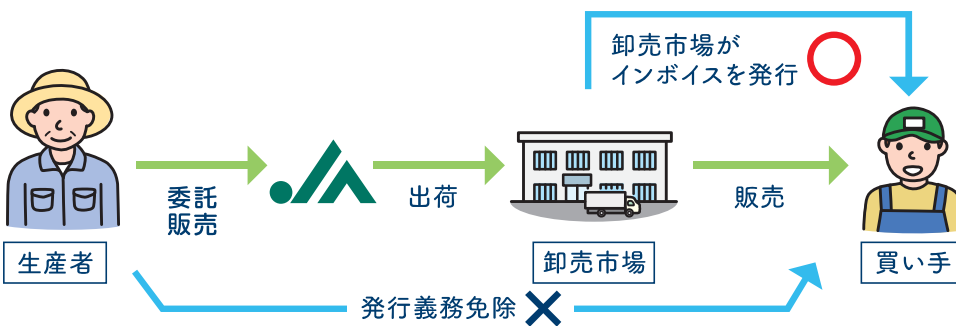 卸売市場が
インボイスを発行
委託
販売
JA
出荷
販売
生産者
卸売市場
買い手
発行義務免除